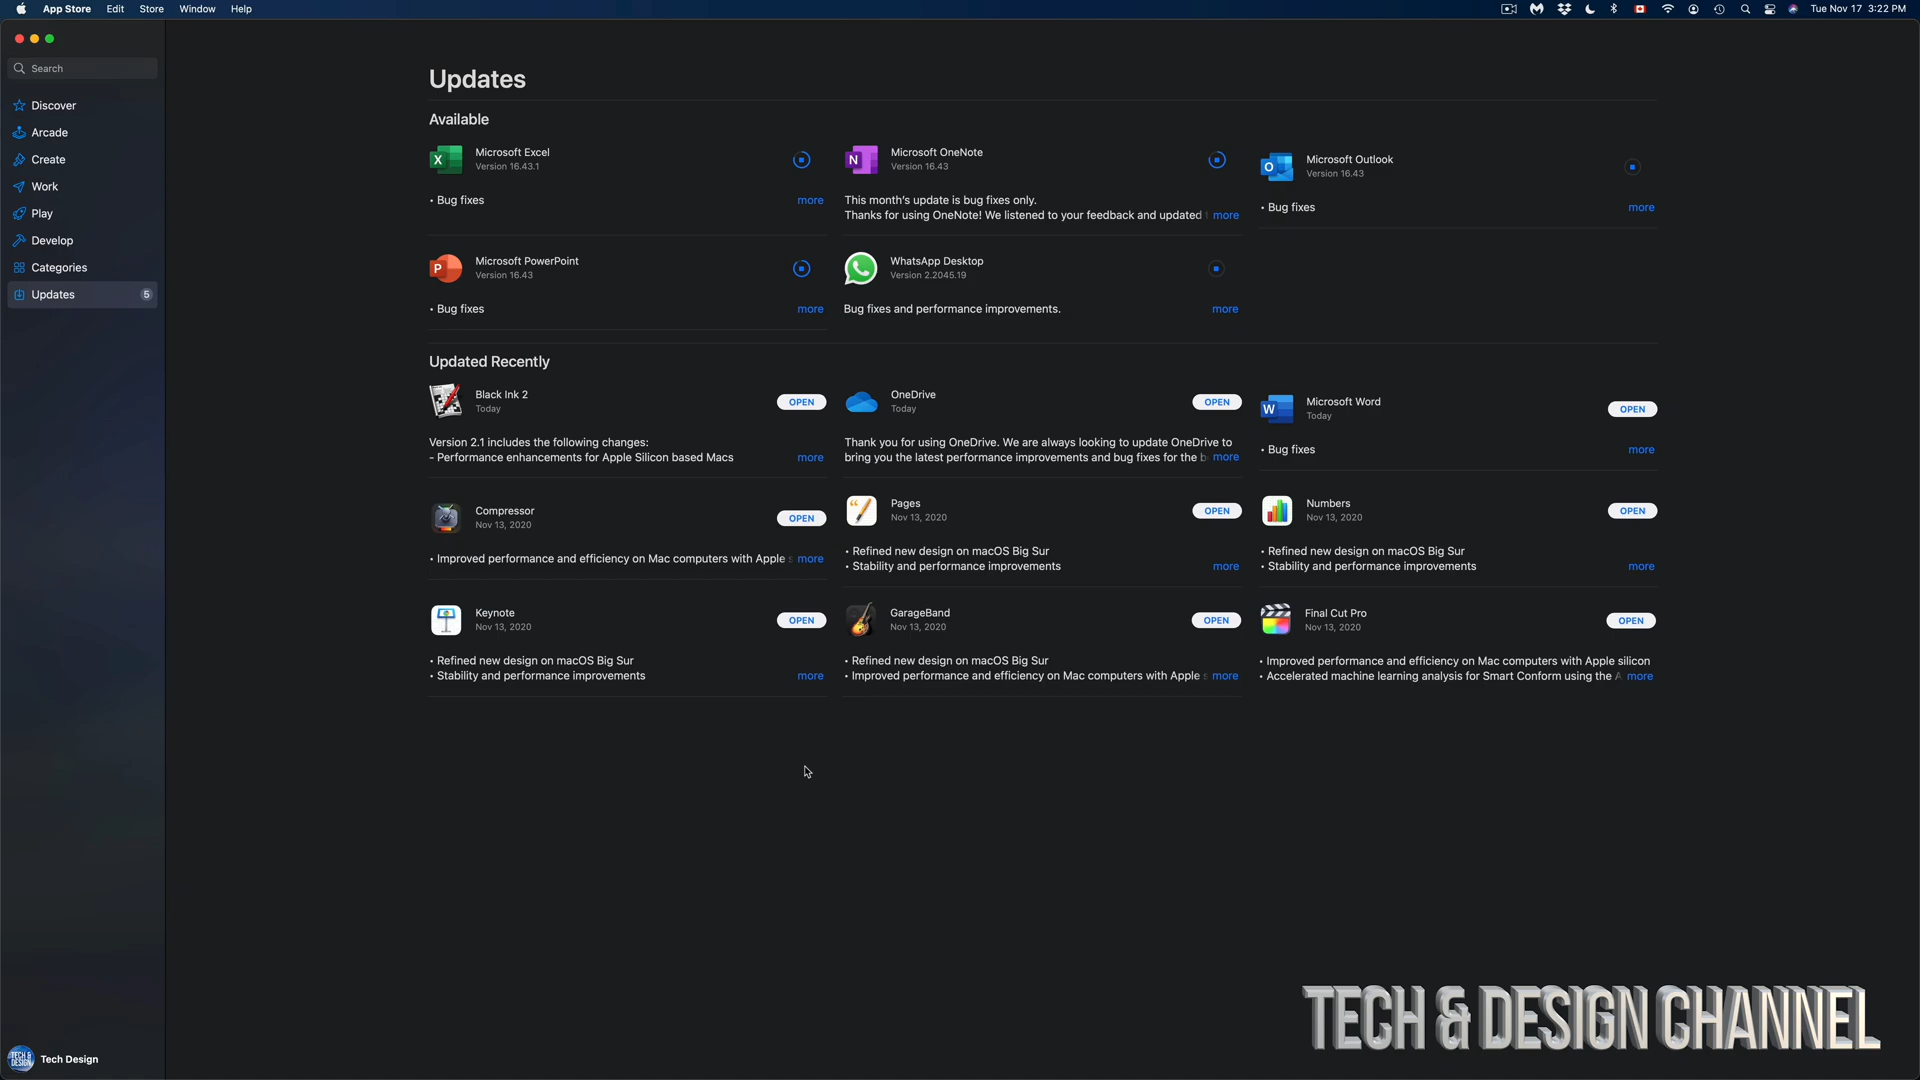 App Store Edit Store Window Help
Tue Nov 17 3:22 PM
Search
Discover
Arcade
Create
Work
Play
Develop
Categories
Updates 5
Updates
Available
Microsoft Excel
Version 16.43.1
• Bug fixes more
Microsoft OneNote
Version 16.43
This month's update is bug fixes only.
Thanks for using OneNote! We listened to your feedback and updated more
Microsoft Outlook
Version 16.43
• Bug fixes more
Microsoft PowerPoint
Version 16.43
• Bug fixes more
WhatsApp Desktop
Version 2.2045.19
Bug fixes and performance improvements. more
Updated Recently
Black Ink 2
Today
OPEN
Version 2.1 includes the following changes:
- Performance enhancements for Apple Silicon based Macs more
OneDrive
Today
OPEN
Thank you for using OneDrive. We are always looking to update OneDrive to
bring you the latest performance improvements and bug fixes for the b more
Microsoft Word
Today
OPEN
• Bug fixes more
Compressor
Nov 13, 2020
OPEN
• Improved performance and efficiency on Mac computers with Apple s more
Pages
Nov 13, 2020
OPEN
• Refined new design on macOS Big Sur
• Stability and performance improvements more
Numbers
Nov 13, 2020
OPEN
• Refined new design on macOS Big Sur
• Stability and performance improvements more
Keynote
Nov 13, 2020
OPEN
• Refined new design on macOS Big Sur
• Stability and performance improvements more
GarageBand
Nov 13, 2020
OPEN
• Refined new design on macOS Big Sur
• Improved performance and efficiency on Mac computers with Apple s more
Final Cut Pro
Nov 13, 2020
OPEN
• Improved performance and efficiency on Mac computers with Apple silicon
• Accelerated machine learning analysis for Smart Conform using the A more
TECH & DESIGN
Tech Design
TECH & DESIGN CHANNEL